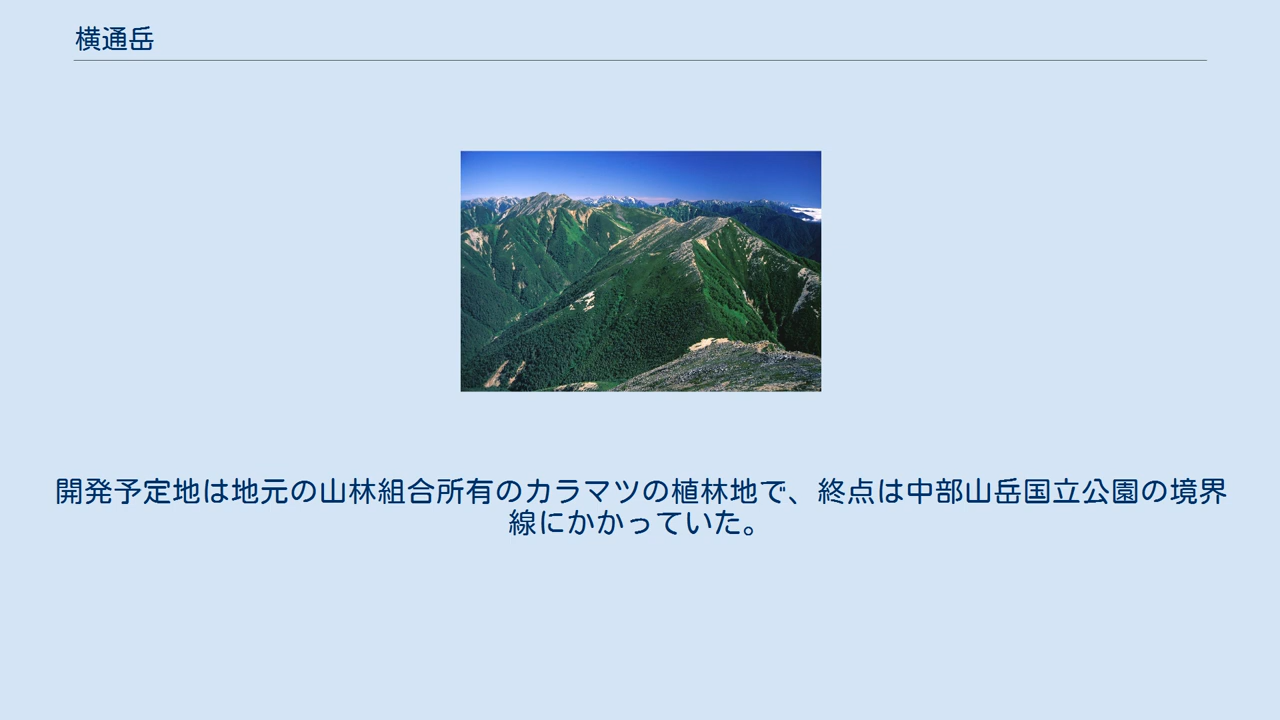 横通岳
開発予定地は地元の山林組合所有のカラマツの植林地で、終点は中部山岳国立公園の境界
線にかかっていた。